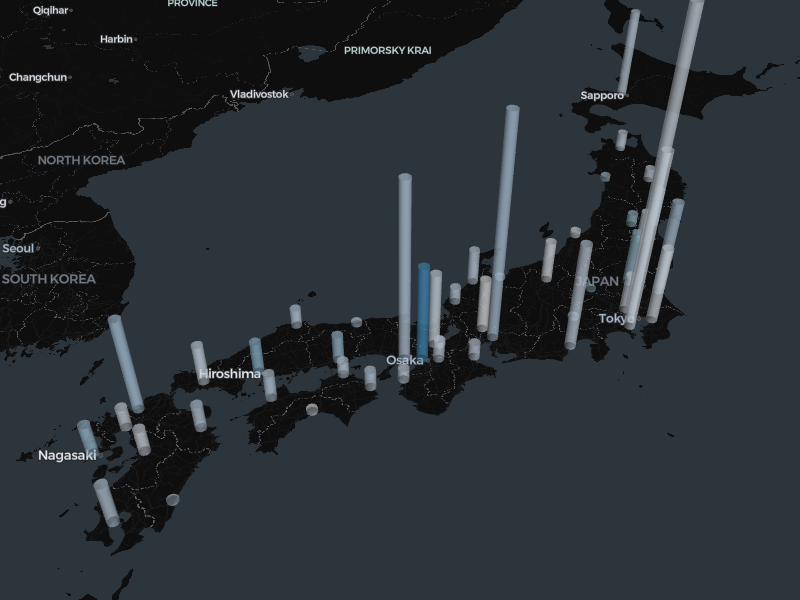 PROVINCE
Qiqihar
Harbin
PRIMORSKY KRAI
Changchun
Vladivostok
Sapporo
NORTH KOREA
g
Seoul
SOUTH KOREA
JAPAN
Tokyo
Osaka
Hiroshima
Nagasaki